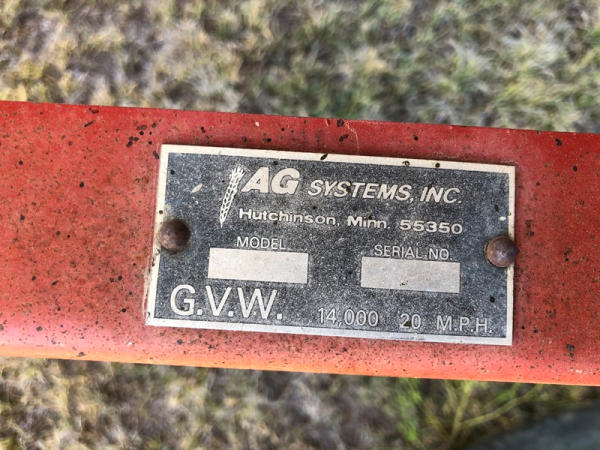 AG SYSTEMS, INC.
Hutchinson, Minn. 55350
MODEL SERIAL NO.
G.V.W. 14,000 20 M.P.H.